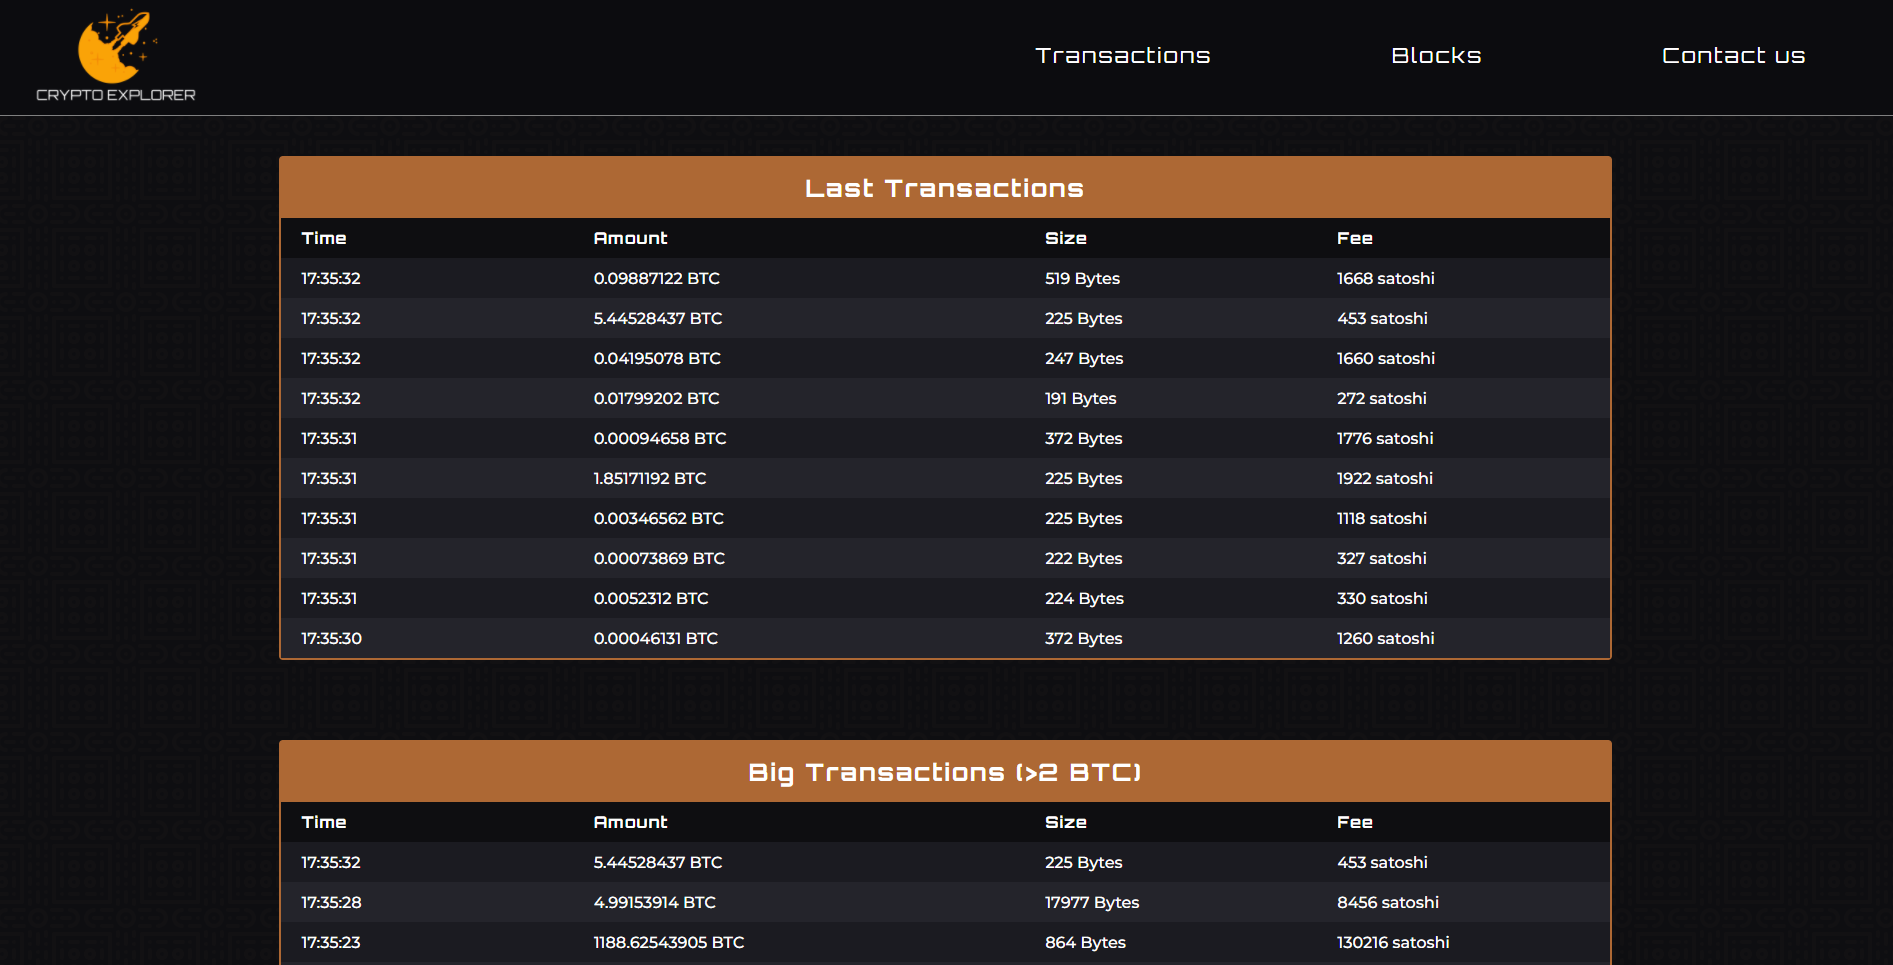 CRYPTO EXPLORER
Transactions Blocks Contact us
Last Transactions
Time Amount Size Fee
17:35:32 0.09887122 BTC 519 Bytes 1668 satoshi
17:35:32 5.44528437 BTC 225 Bytes 453 satoshi
17:35:32 0.04195078 BTC 247 Bytes 1660 satoshi
17:35:32 0.01799202 BTC 191 Bytes 272 satoshi
17:35:31 0.00094658 BTC 372 Bytes 1776 satoshi
17:35:31 1.85171192 BTC 225 Bytes 1922 satoshi
17:35:31 0.00346562 BTC 225 Bytes 1118 satoshi
17:35:31 0.00073869 BTC 222 Bytes 327 satoshi
17:35:31 0.0052312 BTC 224 Bytes 330 satoshi
17:35:30 0.00046131 BTC 372 Bytes 1260 satoshi
Big Transactions (>2 BTC)
Time Amount Size Fee
17:35:32 5.44528437 BTC 225 Bytes 453 satoshi
17:35:28 4.99153914 BTC 17977 Bytes 8456 satoshi
17:35:23 1188.62543905 BTC 864 Bytes 130216 satoshi